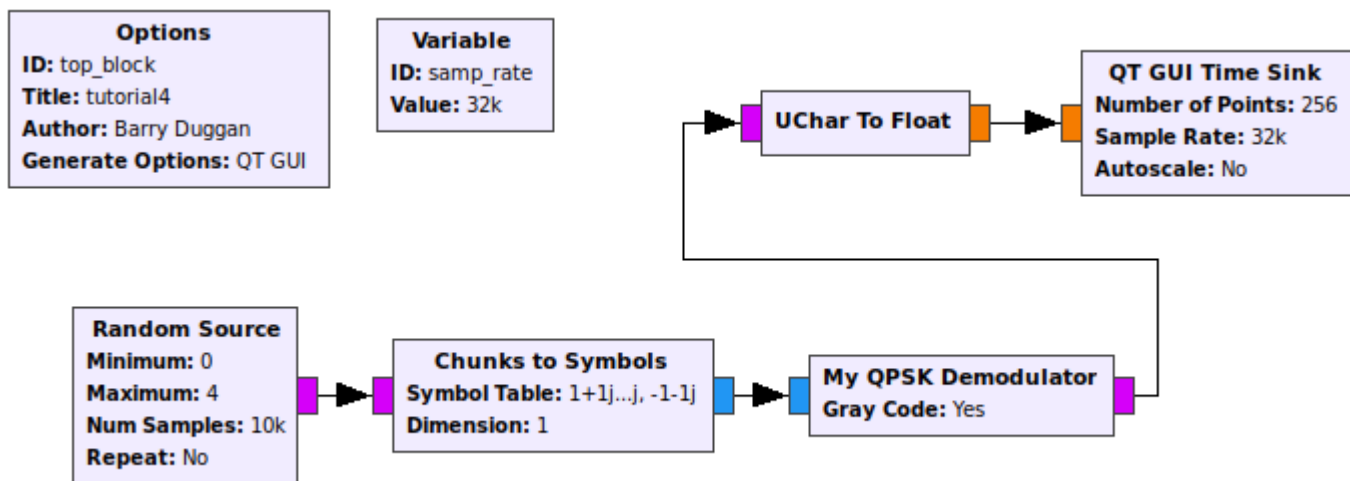 Options
ID: top_block
Title: tutorial4
Author: Barry Duggan
Generate Options: QT GUI
Variable
ID: samp_rate
Value: 32k
QT GUI Time Sink
Number of Points: 256
Sample Rate: 32k
Autoscale: No
UChar To Float
Random Source
Minimum: 0
Maximum: 4
Num Samples: 10k
Repeat: No
Chunks to Symbols
Symbol Table: 1+1j...j, -1-1j
Dimension: 1
My QPSK Demodulator
Gray Code: Yes